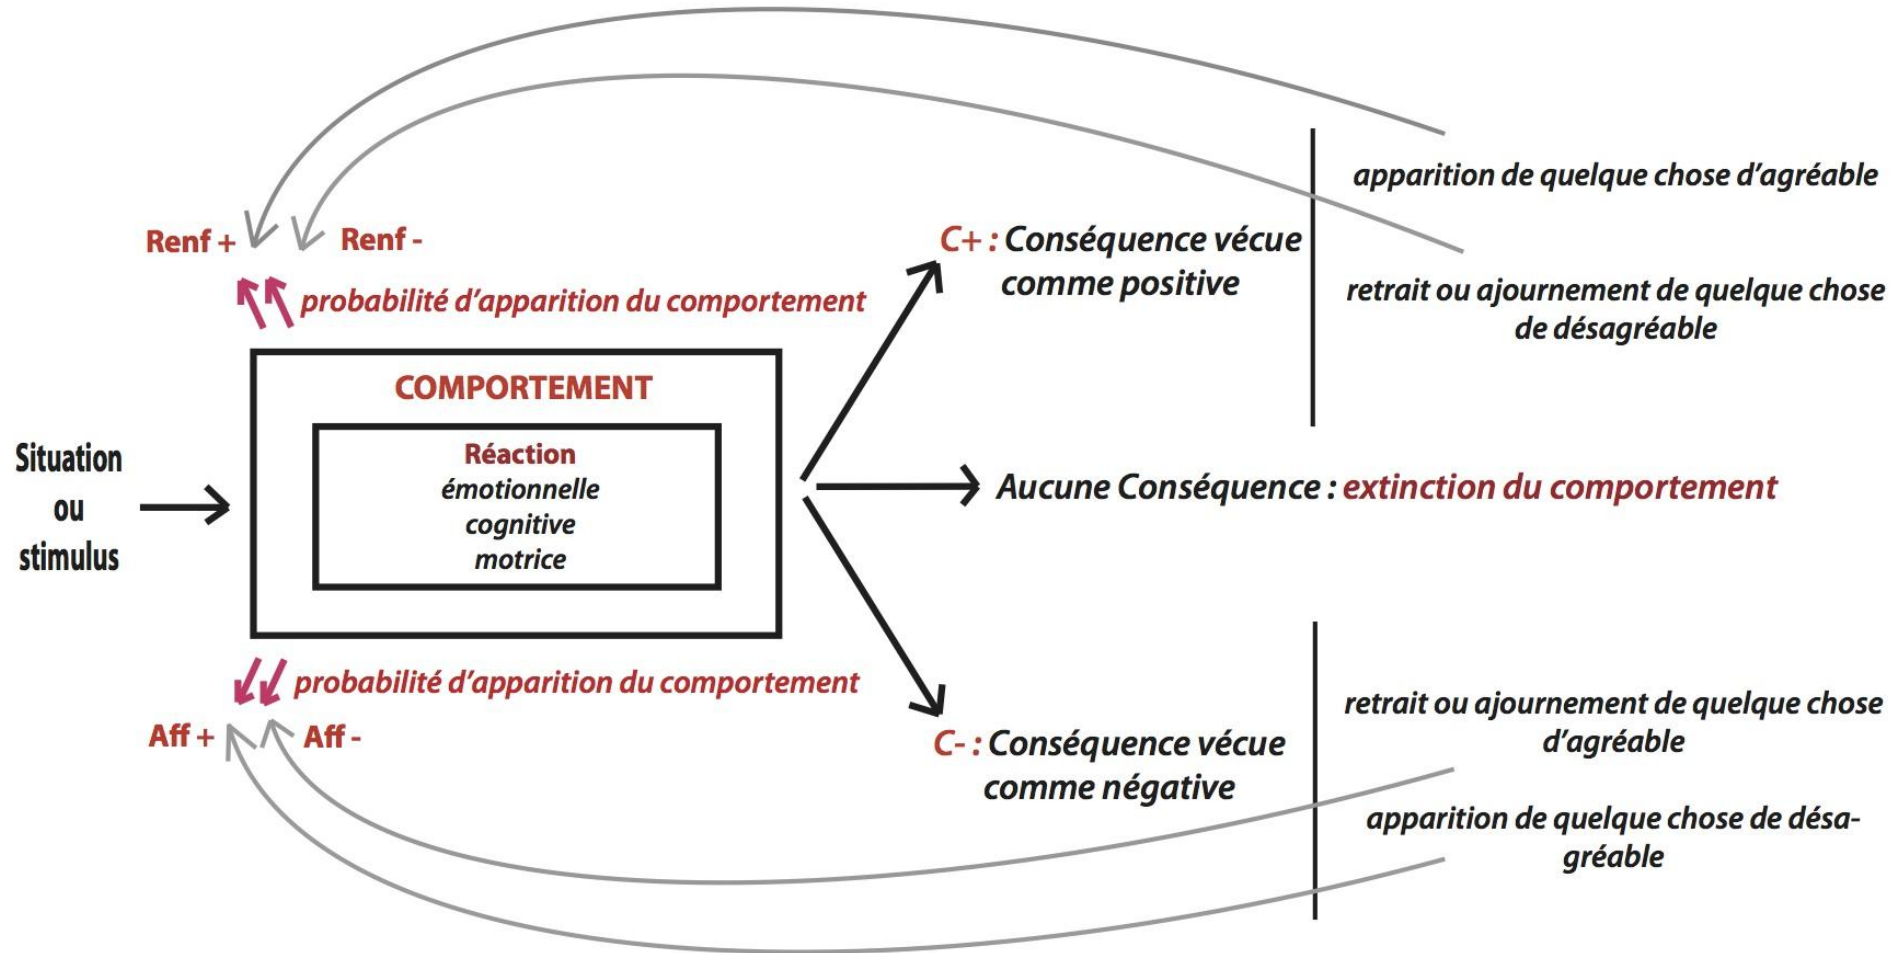 Situation
ou
stimulus
Renf +
Renf -
probabilité d'apparition du comportement
COMPORTEMENT
Réaction
émotionnelle
cognitive
motrice
probabilité d'apparition du comportement
Aff +
Aff -
C+ : Conséquence vécue
comme positive
apparition de quelque chose d'agréable
retrait ou ajournement de quelque chose
de désagréable
Aucune Conséquence : extinction du comportement
C- : Conséquence vécue
comme négative
retrait ou ajournement de quelque chose
d'agréable
apparition de quelque chose de désa-
gréable